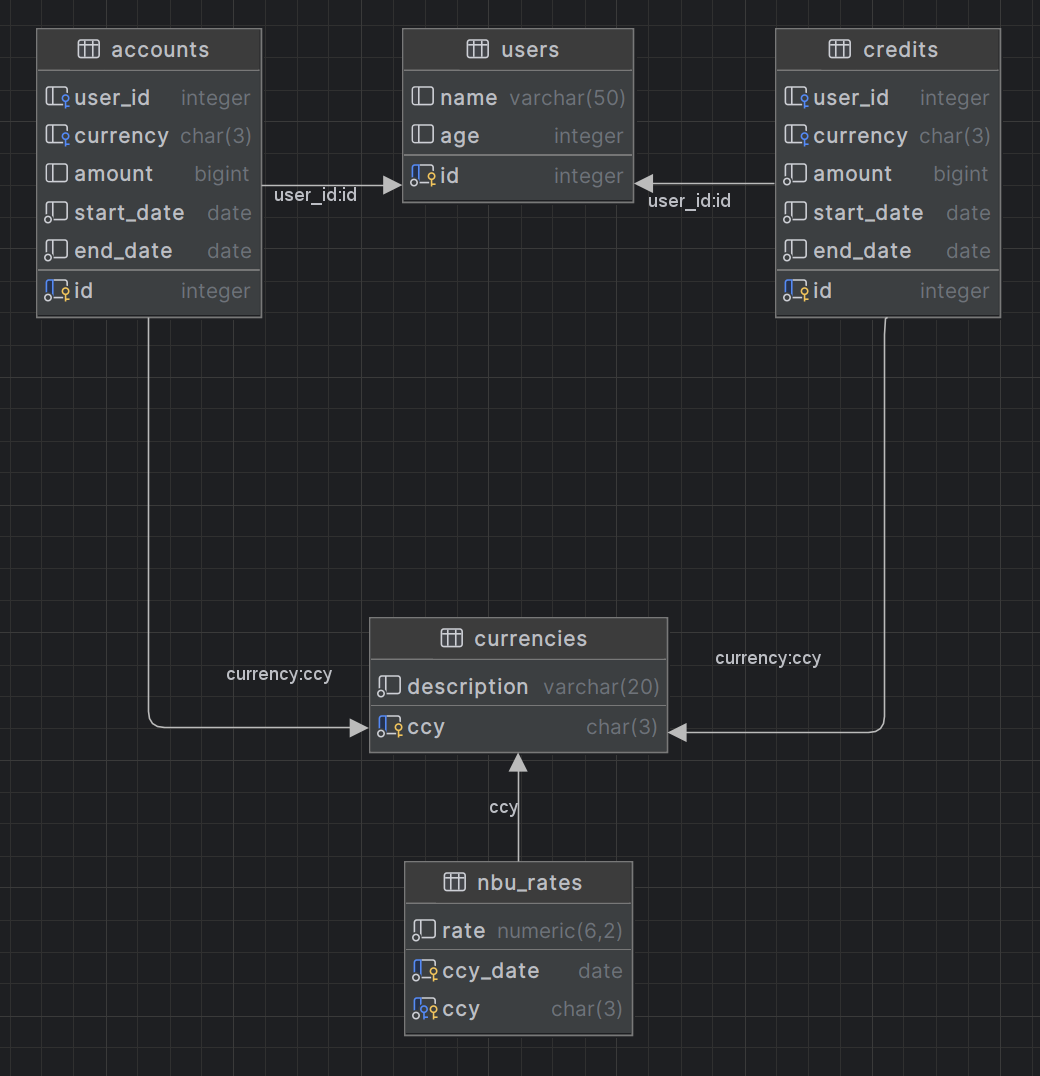 accounts
user_id integer
currency char(3)
amount bigint
start_date date
end_date date
id integer
users
name varchar(50)
age integer
id integer
credits
user_id integer
currency char(3)
amount bigint
start_date date
end_date date
id integer
user_id:id
user_id:id
currency:ccy
currency:ccy
currencies
description varchar(20)
ccy char(3)
ccy
nbu_rates
rate numeric(6,2)
ccy_date date
ccy char(3)